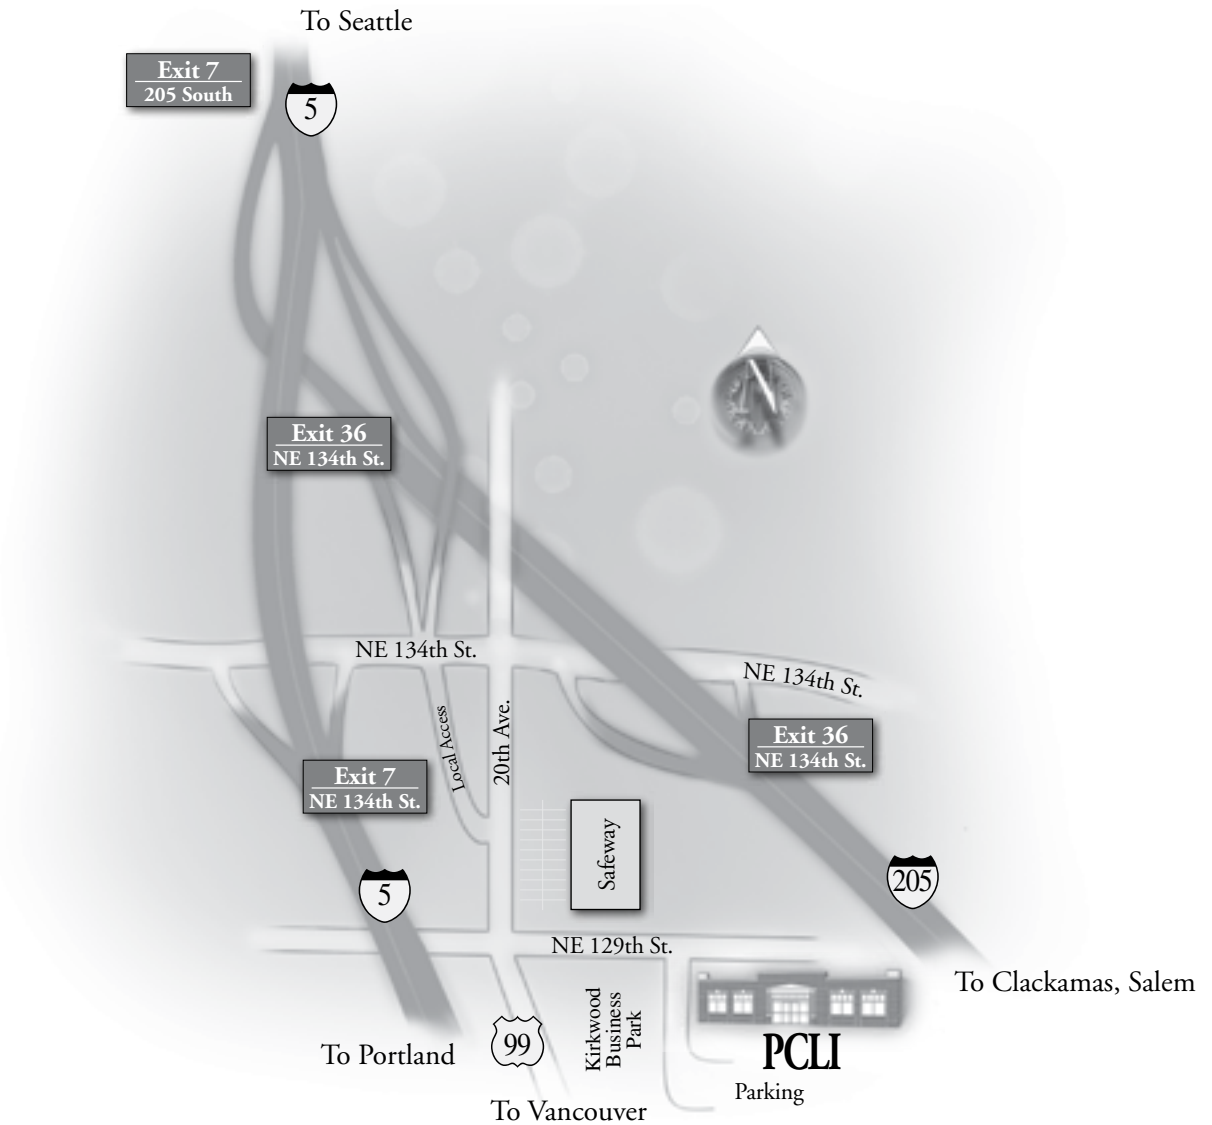 To Seattle
Exit 7
205 South
5
Exit 36
NE 134th St.
NE 134th St.
NE 134th St.
Local Access
20th Ave.
Exit 36
NE 134th St.
Exit 7
NE 134th St.
Safeway
5
205
NE 129th St.
To Clackamas, Salem
Kirkwood
Business
Park
99
PCLI
To Portland
Parking
To Vancouver